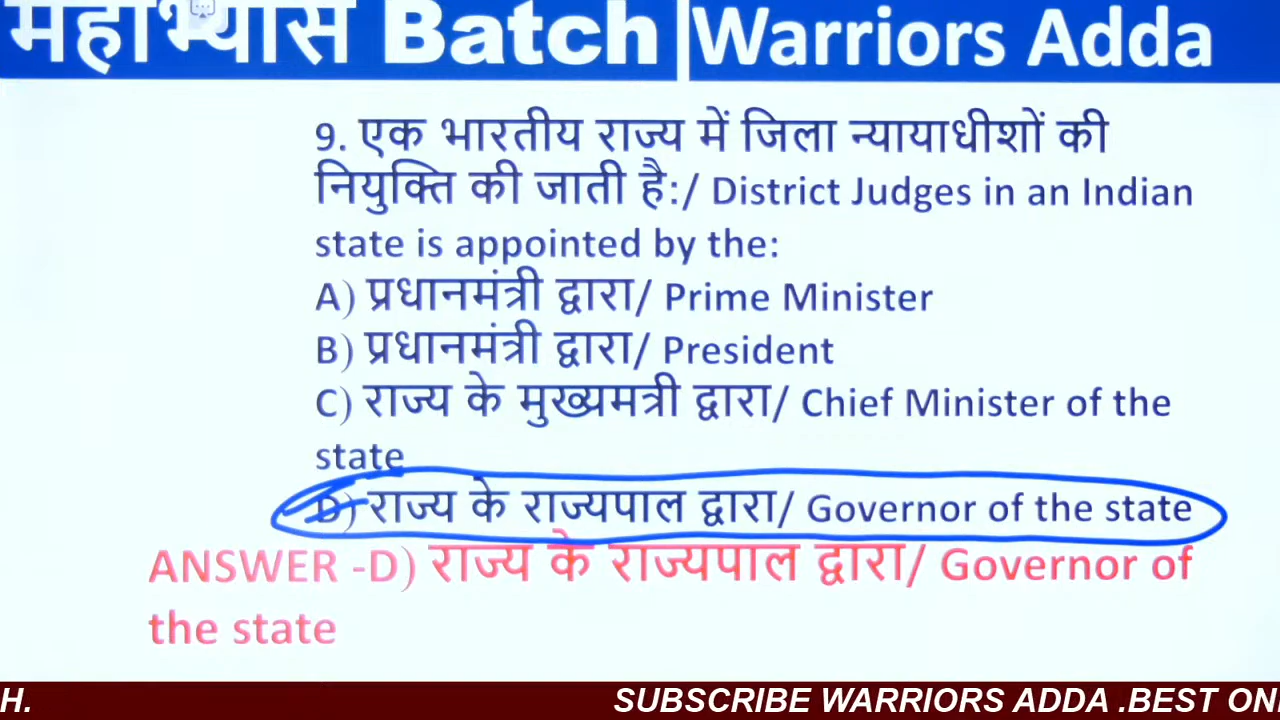 महाभ्यास Batch Warriors Adda
9. एक भारतीय राज्य में जिला न्यायाधीशों की
नियुक्ति की जाती है:/ District Judges in an Indian
state is appointed by the:
A) प्रधानमंत्री द्वारा/ Prime Minister
B) प्रधानमंत्री द्वारा/ President
C) राज्य के मुख्यमत्री द्वारा/ Chief Minister of the
state
D) राज्य के राज्यपाल द्वारा/ Governor of the state
ANSWER -D) राज्य के राज्यपाल द्वारा/ Governor of
the state
H. SUBSCRIBE WARRIORS ADDA .BEST ON